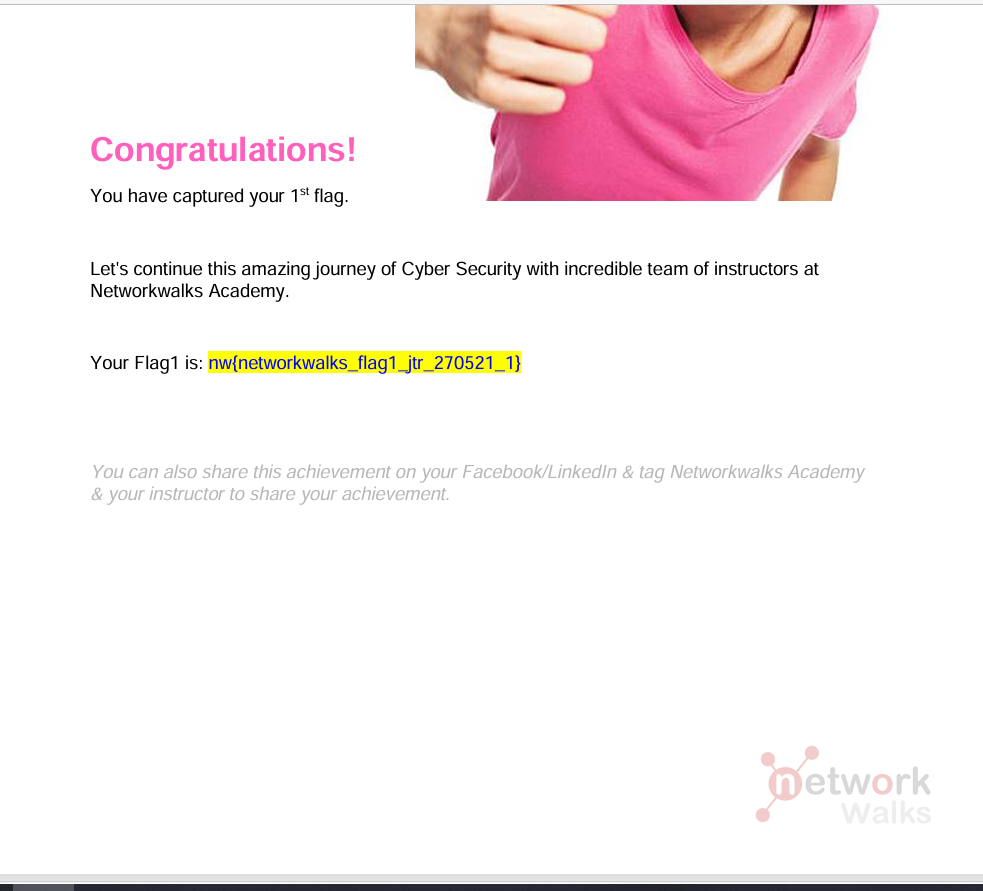 Congratulations!
You have captured your 1st flag.
Let's continue this amazing journey of Cyber Security with incredible team of instructors at
Networkwalks Academy.
Your Flag1 is: nw{networkwalks_flag1_jtr_270521_1}
You can also share this achievement on your Facebook/LinkedIn & tag Networkwalks Academy
& your instructor to share your achievement.
network
Walks